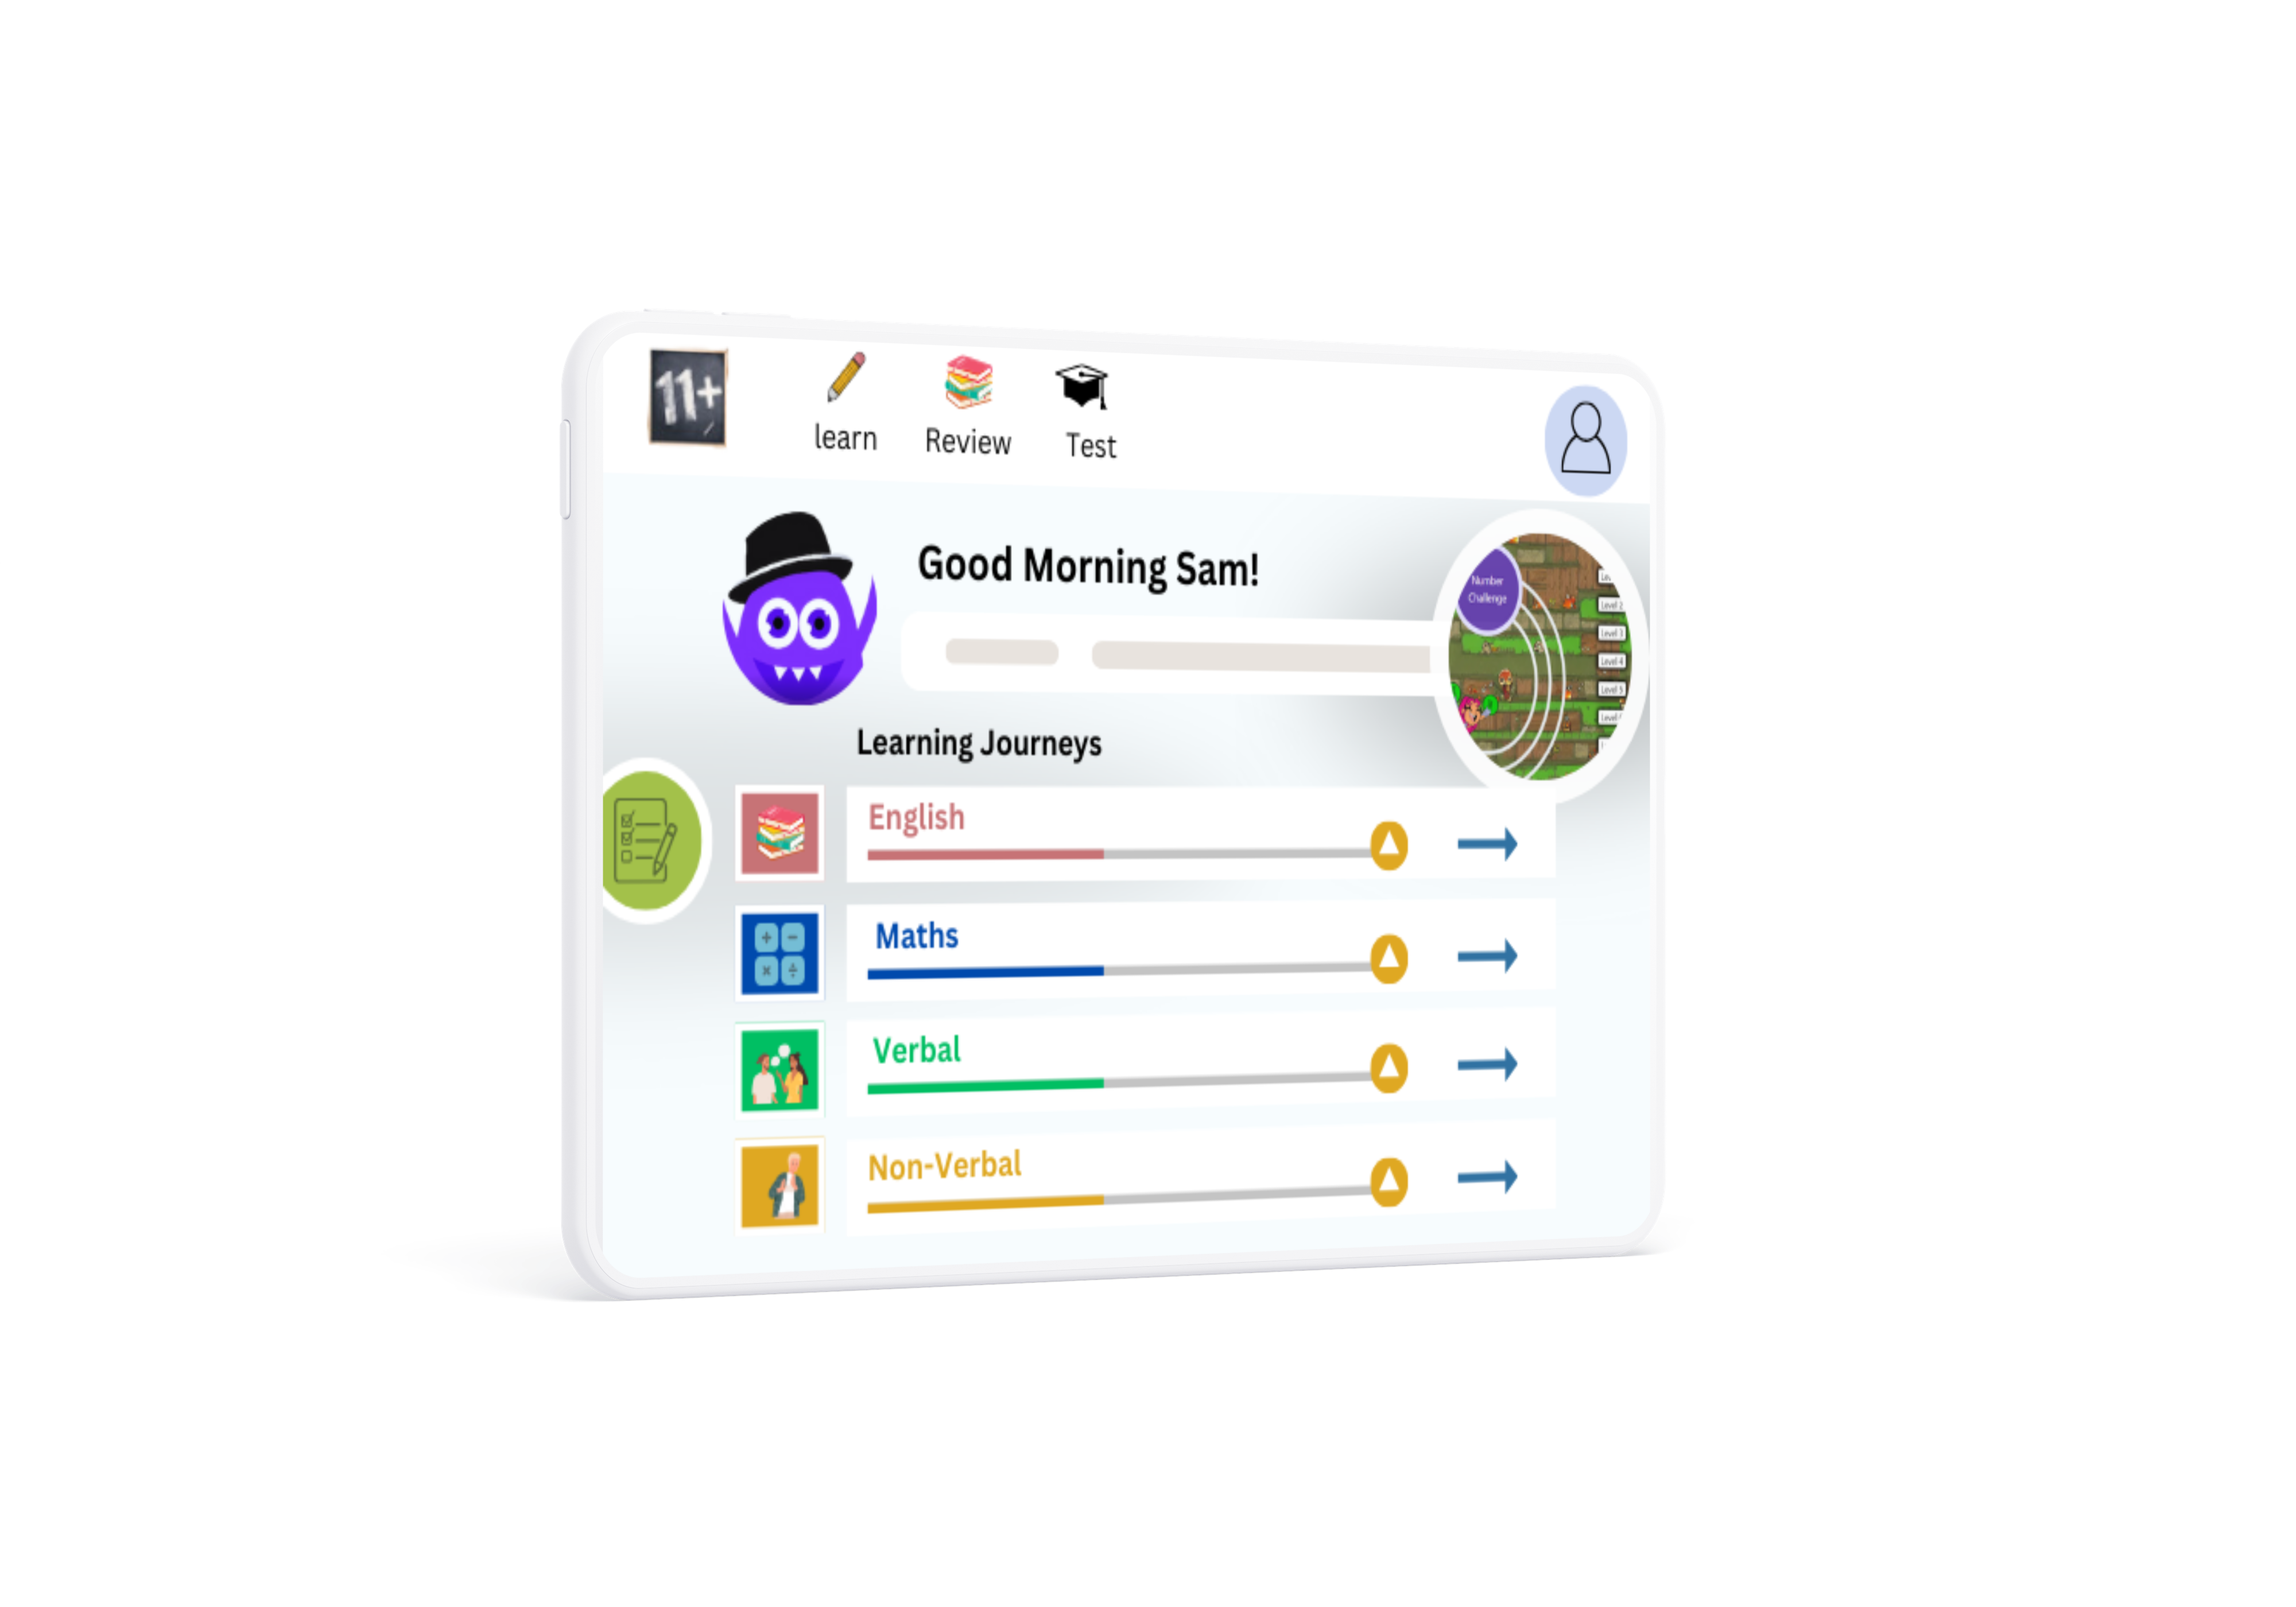 11+
learn
Review
Test
Good Morning Sam!
Number
Challenge
Level 2
Level 3
Level 4
Level 5
Learning Journeys
English
Maths
Verbal
Non-Verbal